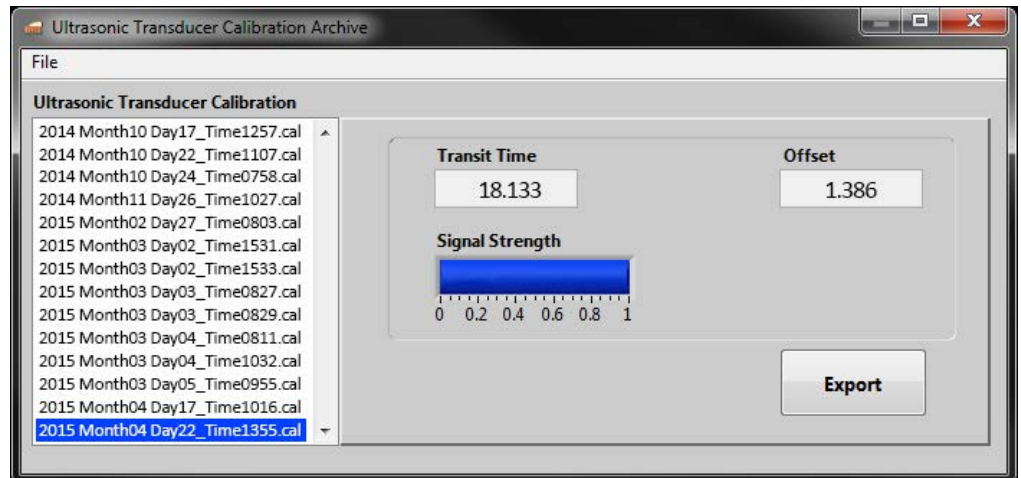 Ultrasonic Transducer Calibration Archive
File
Ultrasonic Transducer Calibration
2014 Month10 Day17_Time1257.cal
2014 Month10 Day22_Time1107.cal
2014 Month10 Day24_Time0758.cal
2014 Month11 Day26_Time1027.cal
2015 Month02 Day27_Time0803.cal
2015 Month03 Day02_Time1531.cal
2015 Month03 Day02_Time1533.cal
2015 Month03 Day03_Time0827.cal
2015 Month03 Day03_Time0829.cal
2015 Month03 Day04_Time0811.cal
2015 Month03 Day04_Time1032.cal
2015 Month03 Day05_Time0955.cal
2015 Month04 Day17_Time1016.cal
2015 Month04 Day22_Time1355.cal
Transit Time Offset
18.133 1.386
Signal Strength
0 0.2 0.4 0.6 0.8 1
Export